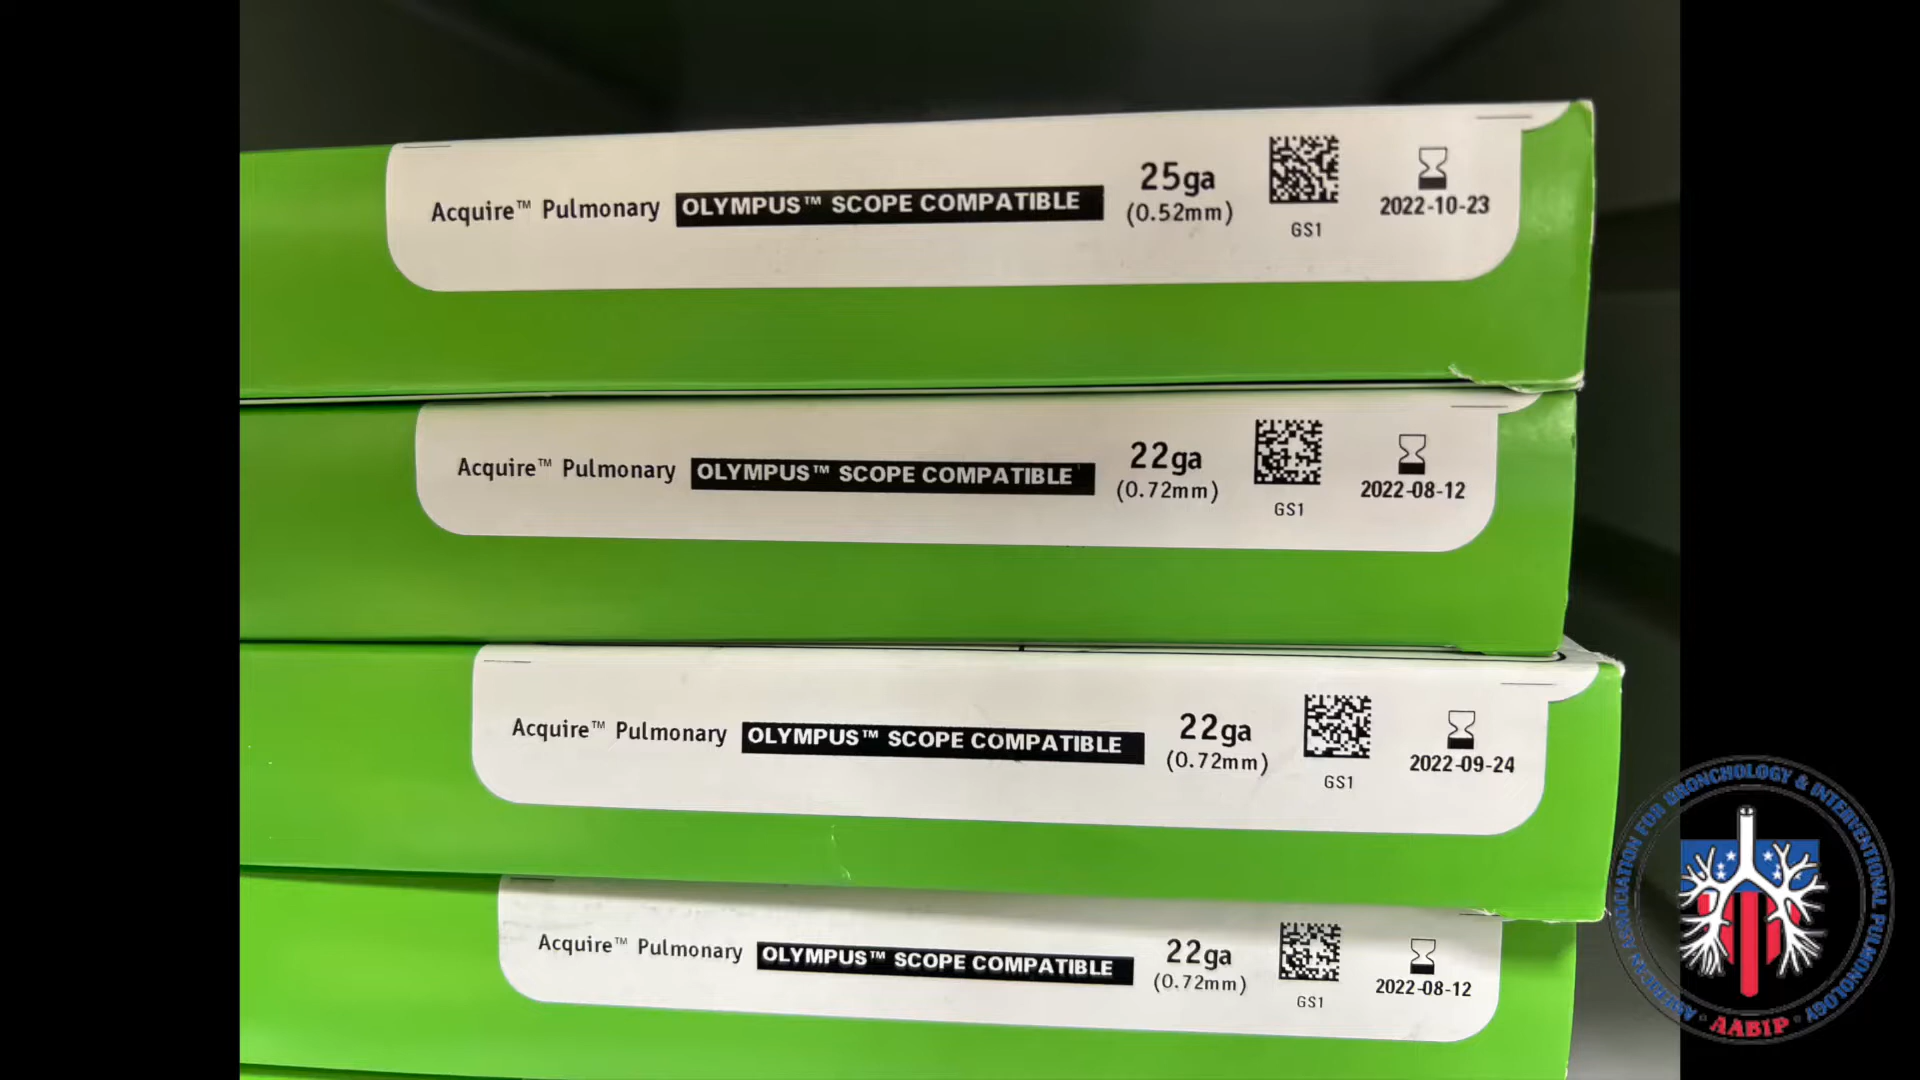 Acquire™ Pulmonary OLYMPUS™ SCOPE COMPATIBLE 25ga
(0.52mm)
GS1
2022-10-23
Acquire™ Pulmonary OLYMPUS™ SCOPE COMPATIBLE 22ga
(0.72mm)
GS1
2022-08-12
Acquire™ Pulmonary OLYMPUS™ SCOPE COMPATIBLE 22ga
(0.72mm)
GS1
2022-09-24
Acquire™ Pulmonary OLYMPUS™ SCOPE COMPATIBLE 22ga
(0.72mm)
GS1
2022-08-12
AMERICAN ASSOCIATION FOR BRONCHOLOGY & INTERVENTIONAL PULMONOLOGY
AABIP